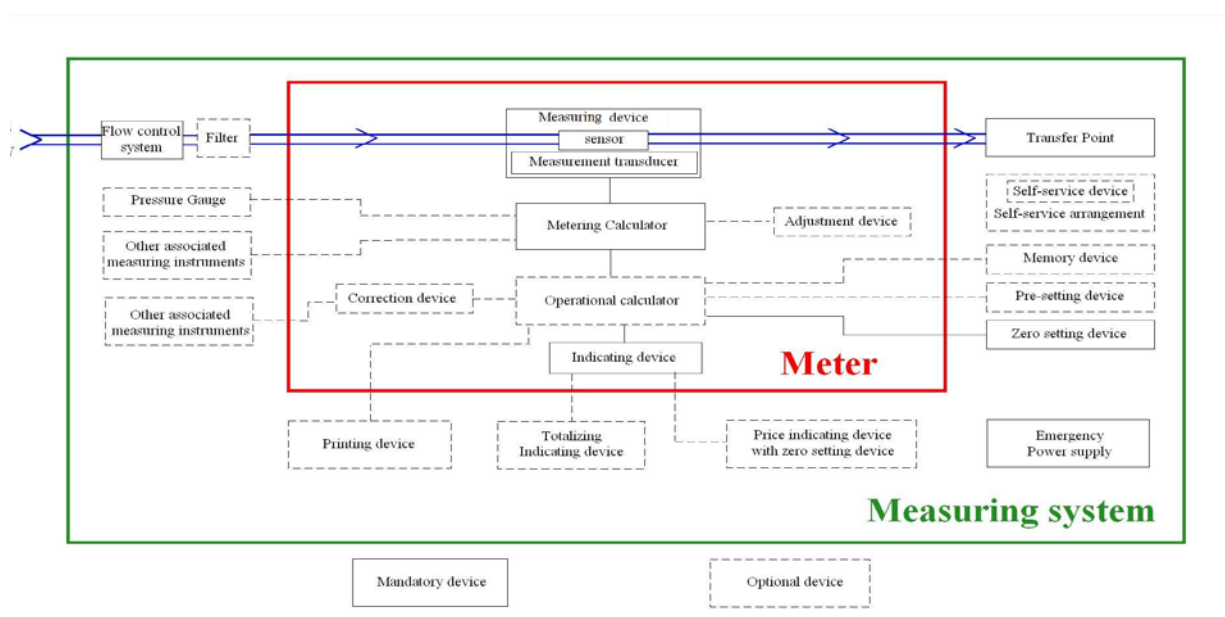 Flow control
system
Filter
Measuring device
sensor
Measurement transducer
Transfer Point
Pressure Gauge
Metering Calculator
Adjustment device
Self-service device
Self-service arrangement
Other associated
measuring instruments
Memory device
Correction device
Operational calculator
Pre-setting device
Other associated
measuring instruments
Zero setting device
Indicating device
Meter
Printing device
Totalizing
Indicating device
Price indicating device
with zero setting device
Emergency
Power supply
Measuring system
Mandatory device
Optional device